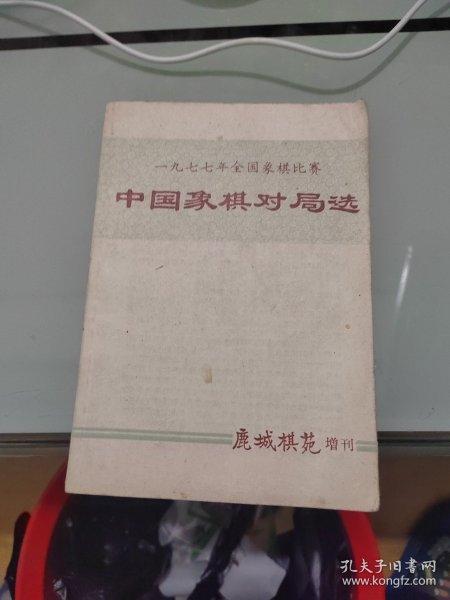 一九七七年全国象棋比赛
中国象棋对局选
鹿城棋苑 增刊
孔夫子旧书网
www.kongfz.com